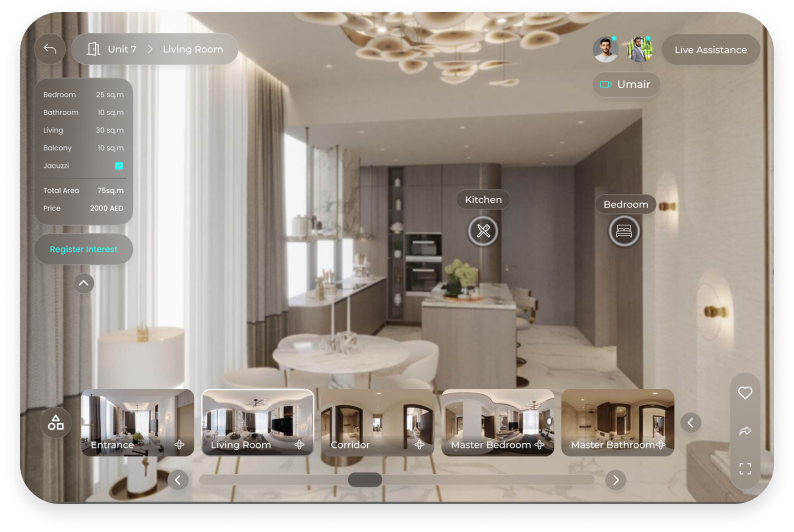 Unit 7 > Living Room
Live Assistance
Umair
Bedroom 25 sq.m
Bathroom 10 sq.m
Living 30 sq.m
Balcony 10 sq.m
Jacuzzi
Total Area 75sq.m
Price 2000 AED
Register Interest
Kitchen
Bedroom
Entrance
Living Room
Corridor
Master Bedroom
Master Bathroom